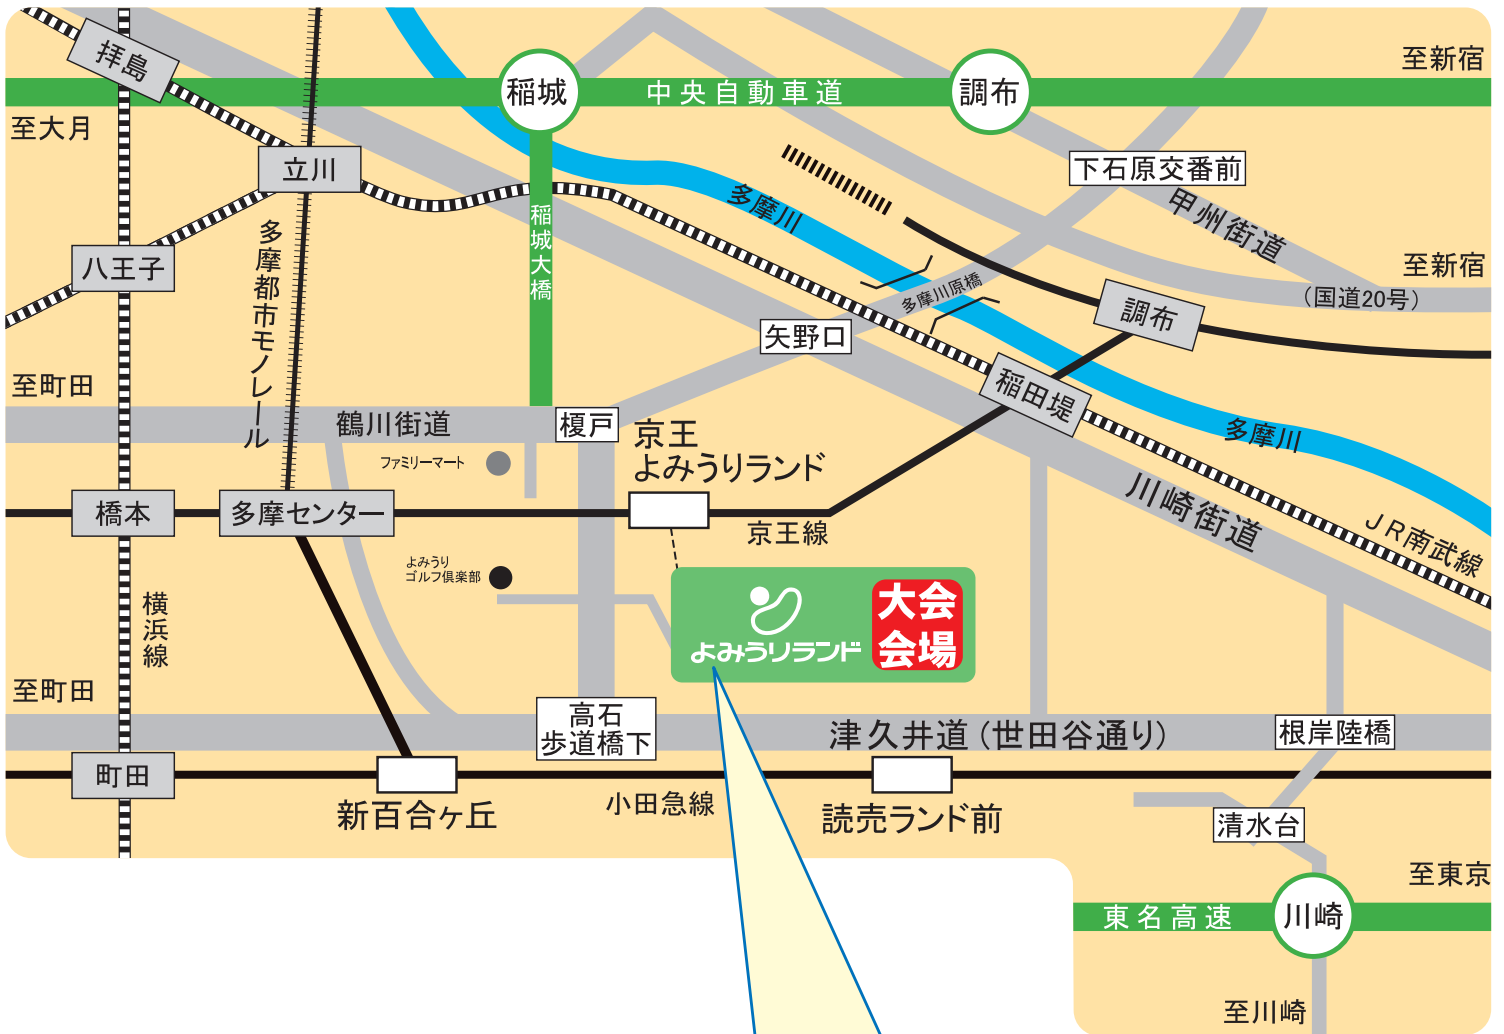 拝島
稲城
中央自動車道
調布
至新宿
至大月
立川
下石原交番前
甲州街道
多摩川
稲城大橋
多摩都市モノレール
八王子
至新宿
(国道20号)
多摩川原橋
調布
矢野口
至町田
稲田堤
鶴川街道
榎戸
京王
よみうりランド
多摩川
ファミリーマート
川崎街道
橋本
多摩センター
京王線
JR南武線
よみうり
ゴルフ倶楽部
横浜線
よみうりランド
大会
会場
至町田
高石
歩道橋下
津久井道(世田谷通り)
根岸陸橋
町田
新百合ヶ丘
小田急線
読売ランド前
清水台
至東京
東名高速
川崎
至川崎